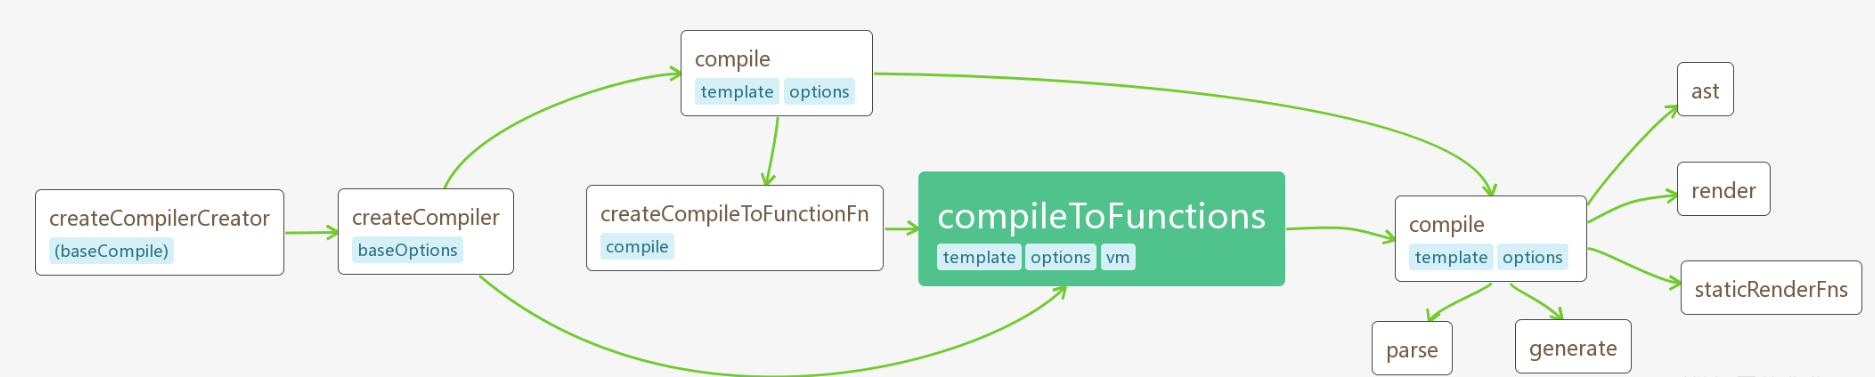 createCompilerCreator
(baseCompile)
createCompiler
baseOptions
compile
template options
createCompileToFunctionFn
compile
compileToFunctions
template options vm
compile
template options
ast
render
staticRenderFns
parse
generate